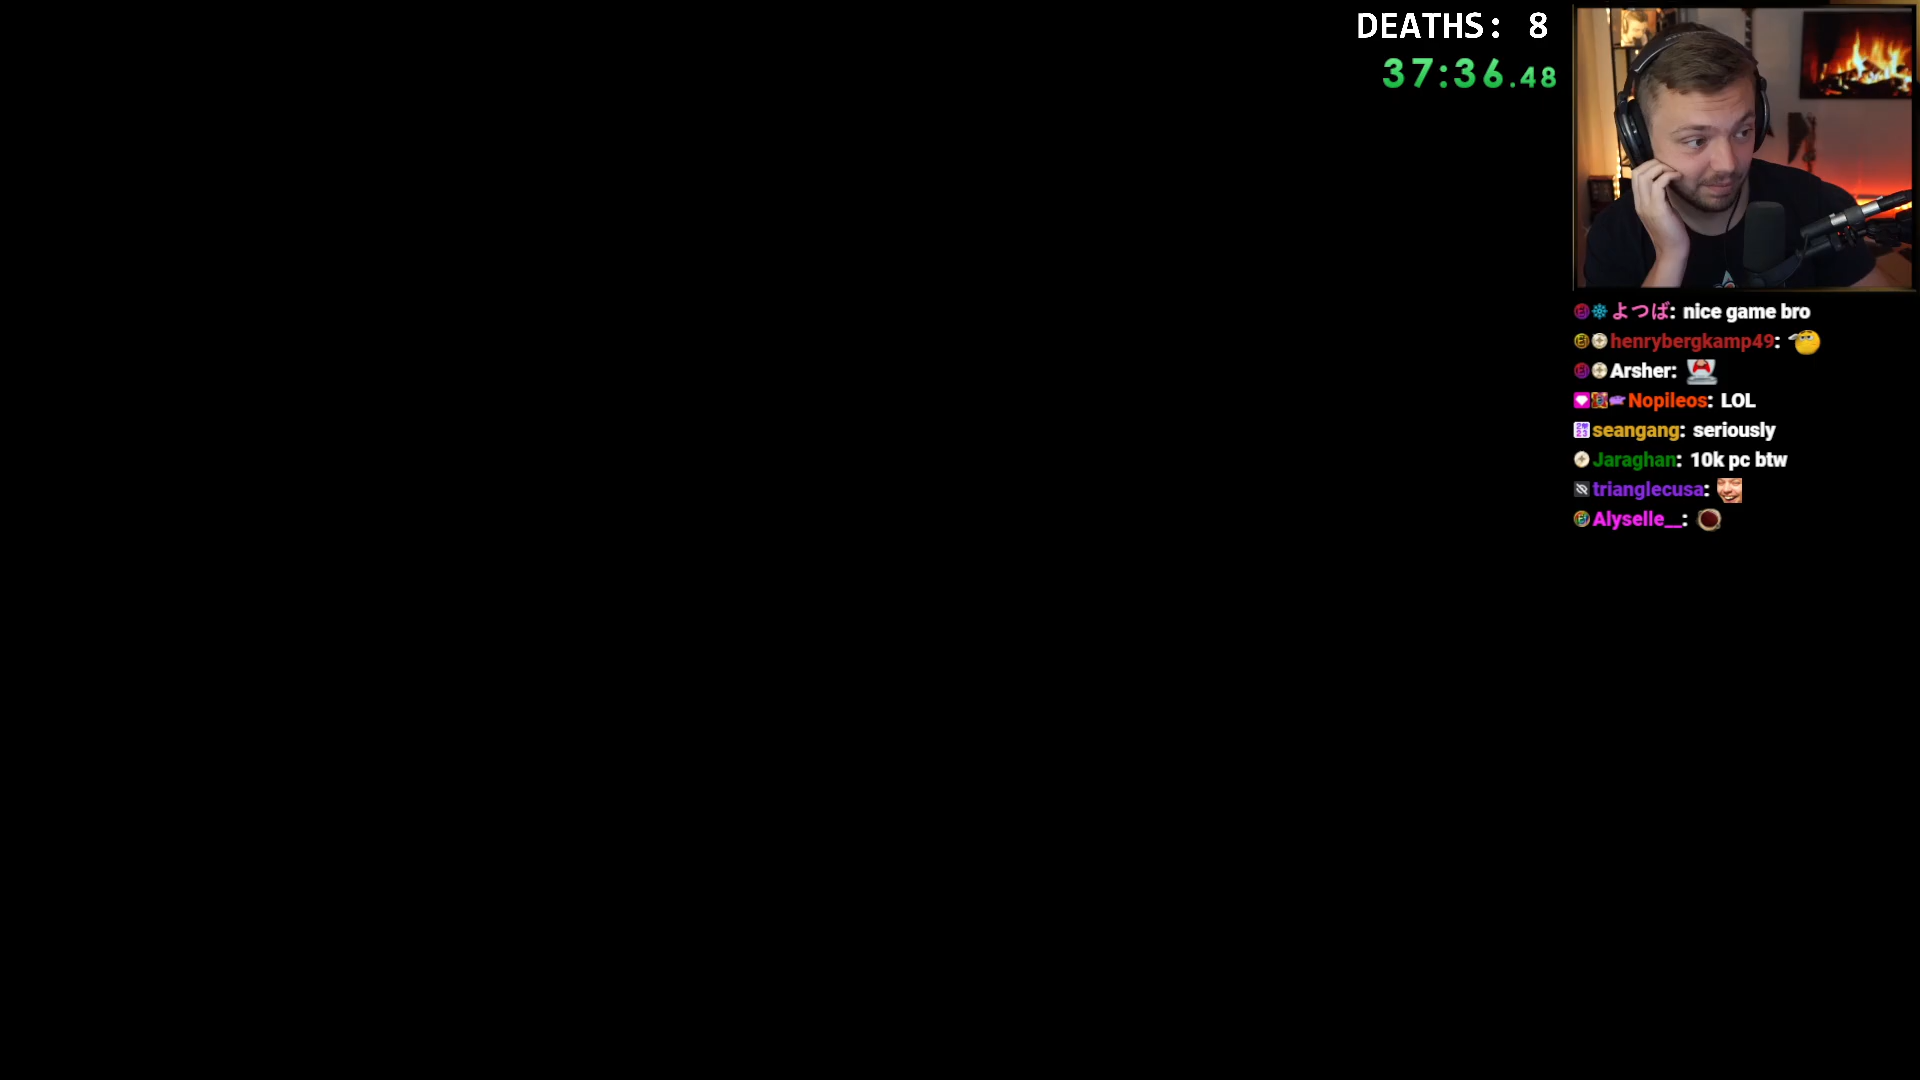 DEATHS: 8
37:36.48
よつば: nice game bro
henrybergkamp49:
Arsher:
Nopileos: LOL
seangang: seriously
Jaraghan: 10k pc btw
trianglecusa:
Alyselle__: